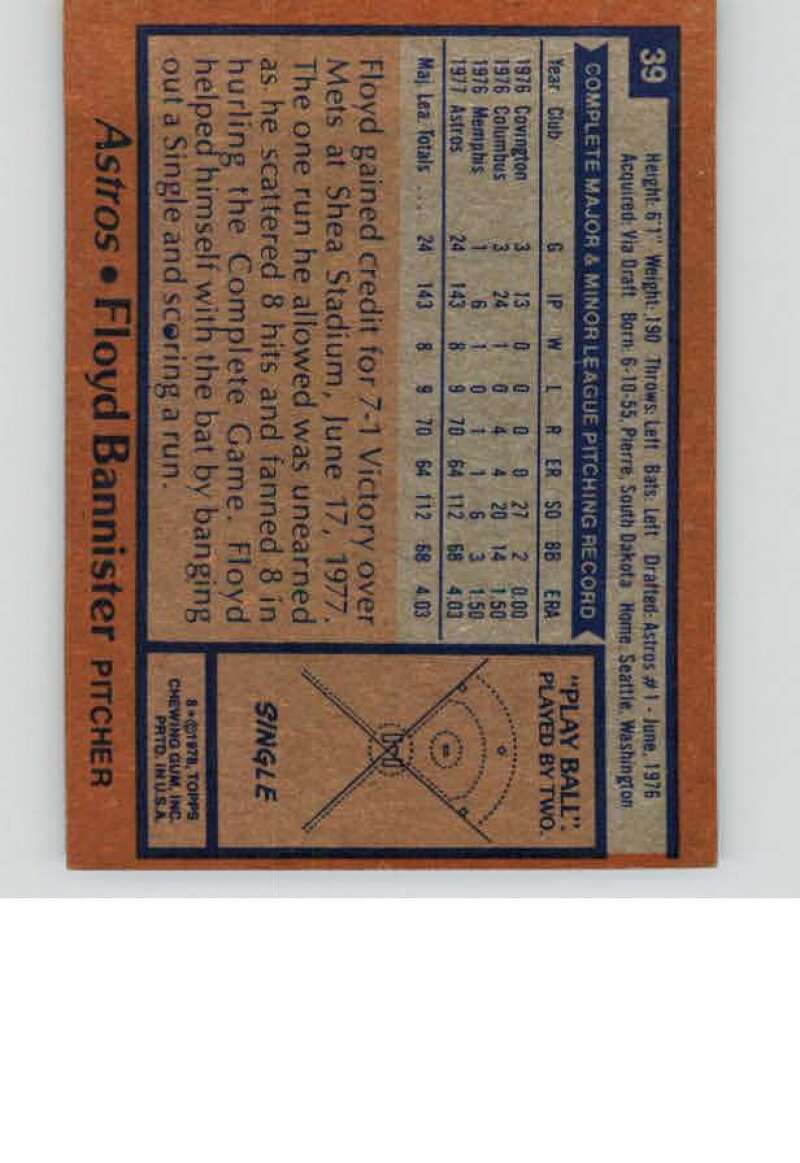 39
Height: 6'1" Weight: 190 Throws: Left Bats: Left Drafted: Astros #1 - June, 1976
Acquired: Via Draft Born: 6-10-55, Pierre, South Dakota Home: Seattle, Washington
COMPLETE MAJOR & MINOR LEAGUE PITCHING RECORD
Year Club G IP W L R ER SO BB ERA
1976 Covington 3 13 0 0 0 0 27 2 0.00
1976 Columbus 3 24 1 0 4 4 20 14 1.50
1976 Memphis 1 6 1 0 1 1 6 3 1.50
1977 Astros 24 143 8 9 70 64 112 68 4.03
Maj. Lea. Totals .... 24 143 8 9 70 64 112 68 4.03
Floyd gained credit for 7-1 Victory over
Mets at Shea Stadium, June 17, 1977.
The one run he allowed was unearned
as he scattered 8 hits and fanned 8 in
hurling the Complete Game. Floyd
helped himself with the bat by banging
out a Single and scoring a run.
"PLAY BALL":
PLAYED BY TWO.
SINGLE
8 • ©1978, TOPPS
CHEWING GUM, INC.
PRTD. IN U.S.A.
Astros • Floyd Bannister PITCHER